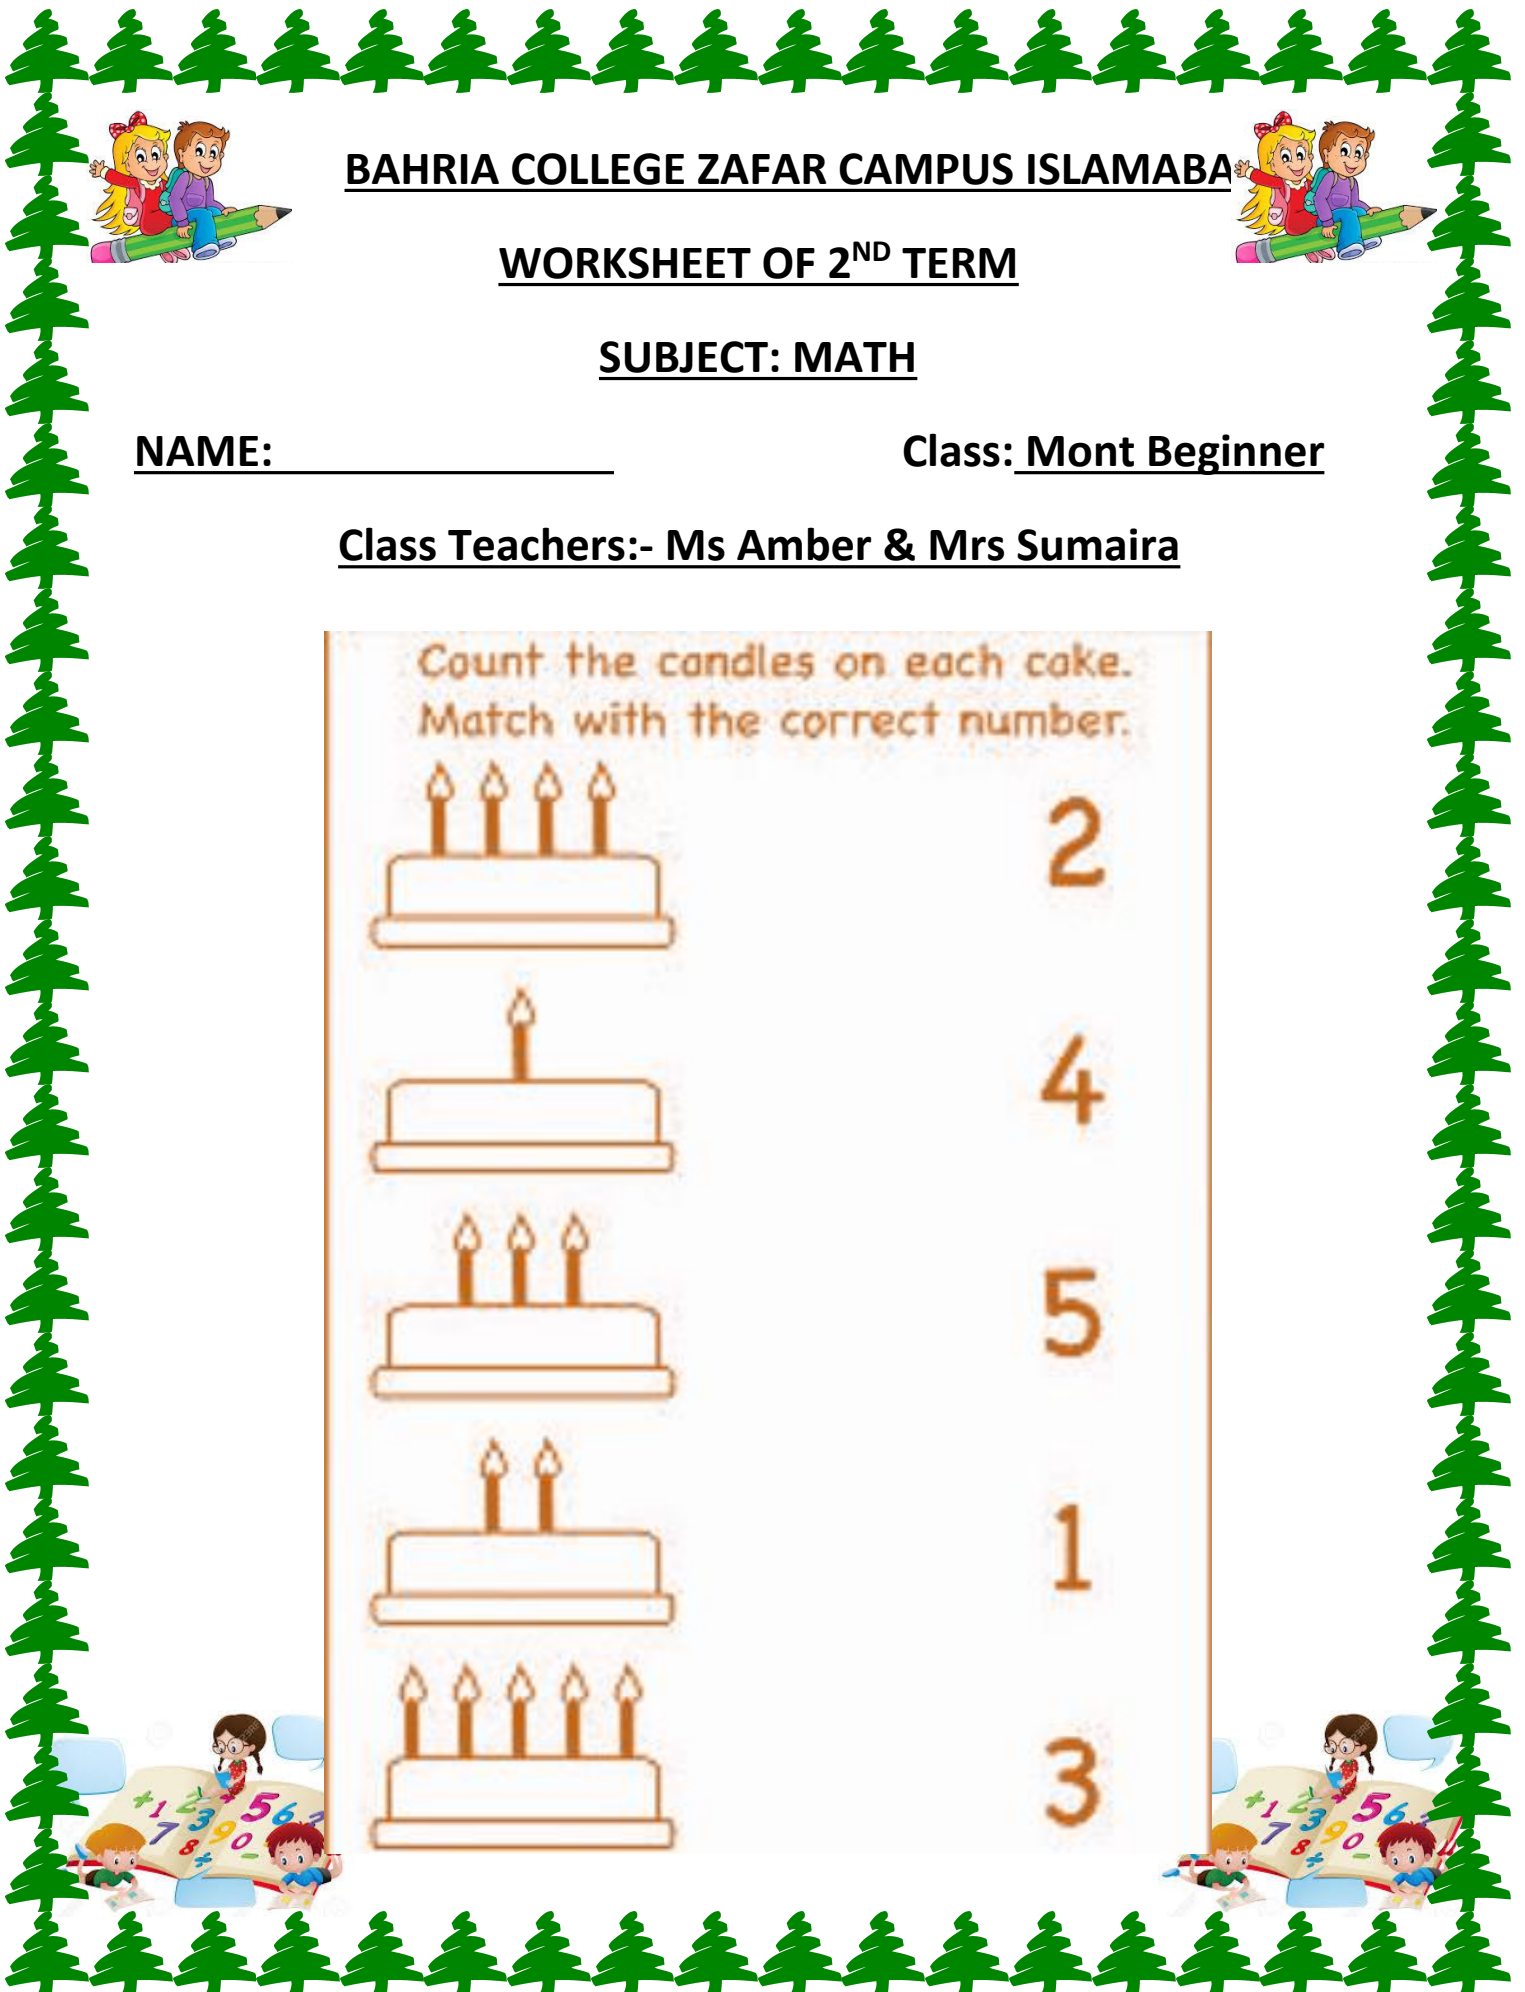 BAHRIA COLLEGE ZAFAR CAMPUS ISLAMABA
WORKSHEET OF 2ND TERM
SUBJECT: MATH
NAME: Class: Mont Beginner
Class Teachers:- Ms Amber & Mrs Sumaira
Count the candles on each cake.
Match with the correct number.
2
4
5
1
3